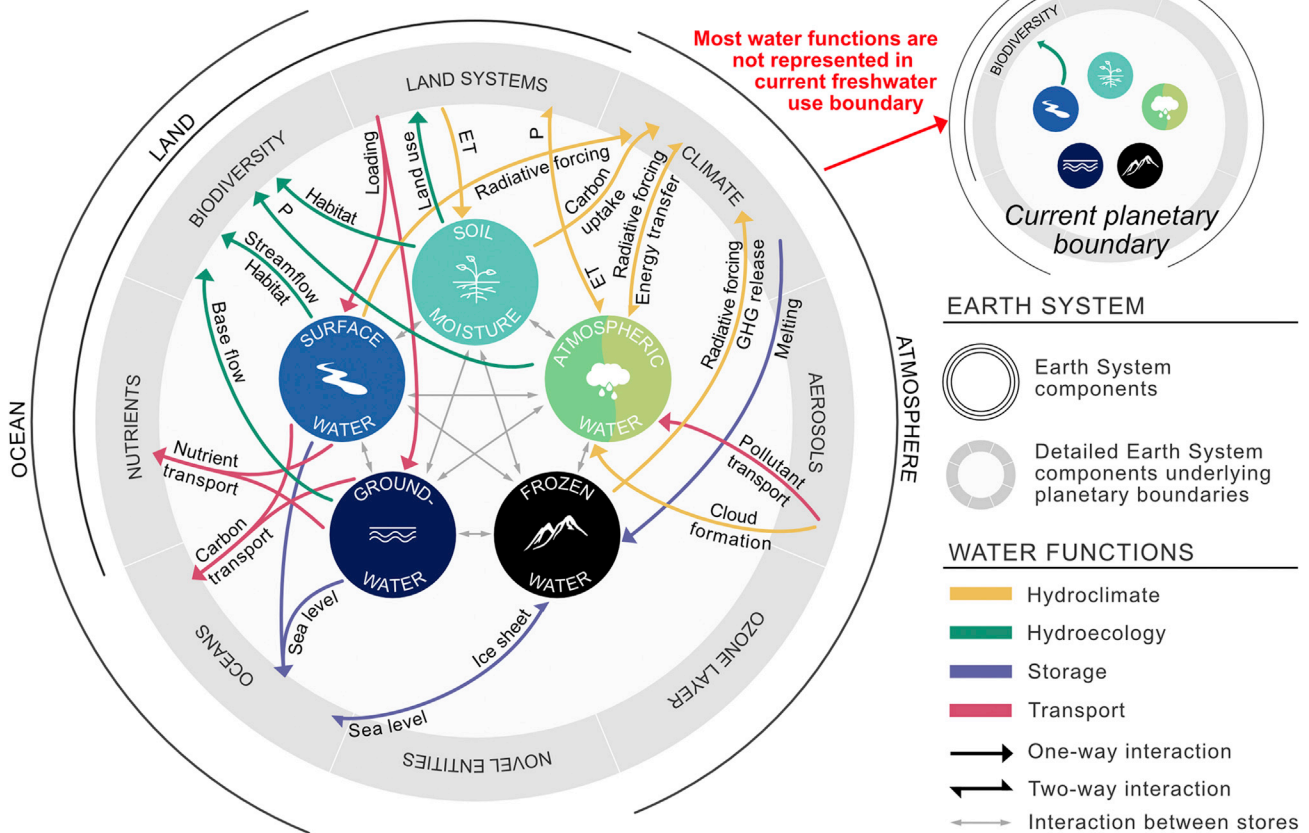 Most water functions are
not represented in
current freshwater
use boundary
BIODIVERSITY
Current planetary
boundary
OCEAN
LAND
ATMOSPHERE
LAND SYSTEMS
BIODIVERSITY
CLIMATE
NUTRIENTS
AEROSOLS
OCEANS
OZONE LAYER
NOVEL ENTITIES
Loading
Land use
ET
P
Radiative forcing
Carbon
uptake
Radiative forcing
Energy transfer
ET
Habitat
P
Streamflow
Habitat
Base flow
Radiative forcing
GHG release
Melting
SOIL
MOISTURE
SURFACE
WATER
ATMOSPHERIC
WATER
GROUND-
WATER
FROZEN
WATER
Nutrient
transport
Carbon
transport
Pollutant
transport
Cloud
formation
Sea level
Ice sheet
Sea level
EARTH SYSTEM
Earth System
components
Detailed Earth System
components underlying
planetary boundaries
WATER FUNCTIONS
Hydroclimate
Hydroecology
Storage
Transport
One-way interaction
Two-way interaction
Interaction between stores